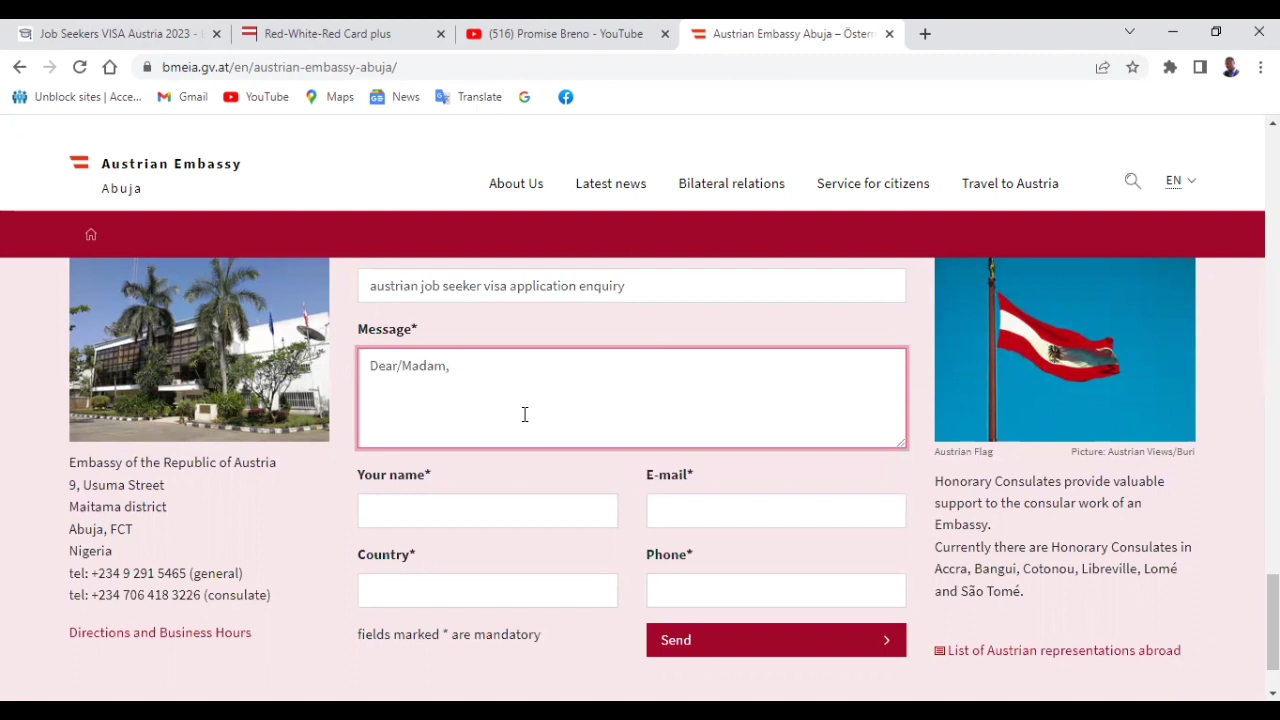 Job Seekers VISA Austria 2023 -
Red-White-Red Card plus
(516) Promise Breno - YouTube
Austrian Embassy Abuja – Öster
bmeia.gv.at/en/austrian-embassy-abuja/
Unblock sites | Acce...
Gmail
YouTube
Maps
News
Translate
Austrian Embassy
Abuja
About Us
Latest news
Bilateral relations
Service for citizens
Travel to Austria
EN
austrian job seeker visa application enquiry
Message*
Dear/Madam,
Embassy of the Republic of Austria
9, Usuma Street
Maitama district
Abuja, FCT
Nigeria
tel: +234 9 291 5465 (general)
tel: +234 706 418 3226 (consulate)
Directions and Business Hours
Your name*
E-mail*
Country*
Phone*
fields marked * are mandatory
Send
Austrian Flag
Picture: Austrian Views/Buri
Honorary Consulates provide valuable
support to the consular work of an
Embassy.
Currently there are Honorary Consulates in
Accra, Bangui, Cotonou, Libreville, Lomé
and São Tomé.
List of Austrian representations abroad